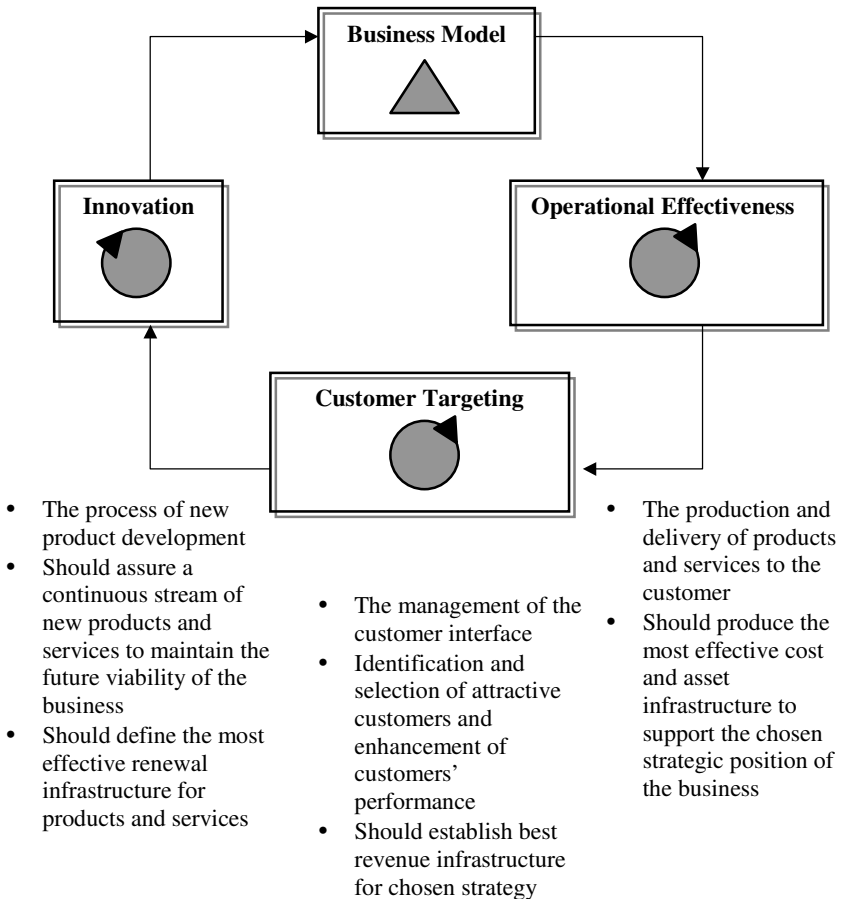 Business Model
Innovation
Operational Effectiveness
Customer Targeting
• The process of new
product development
• Should assure a
continuous stream of
new products and
services to maintain the
future viability of the
business
• Should define the most
effective renewal
infrastructure for
products and services
• The management of the
customer interface
• Identification and
selection of attractive
customers and
enhancement of
customers’
performance
• Should establish best
revenue infrastructure
for chosen strategy
• The production and
delivery of products
and services to the
customer
• Should produce the
most effective cost
and asset
infrastructure to
support the chosen
strategic position of
the business